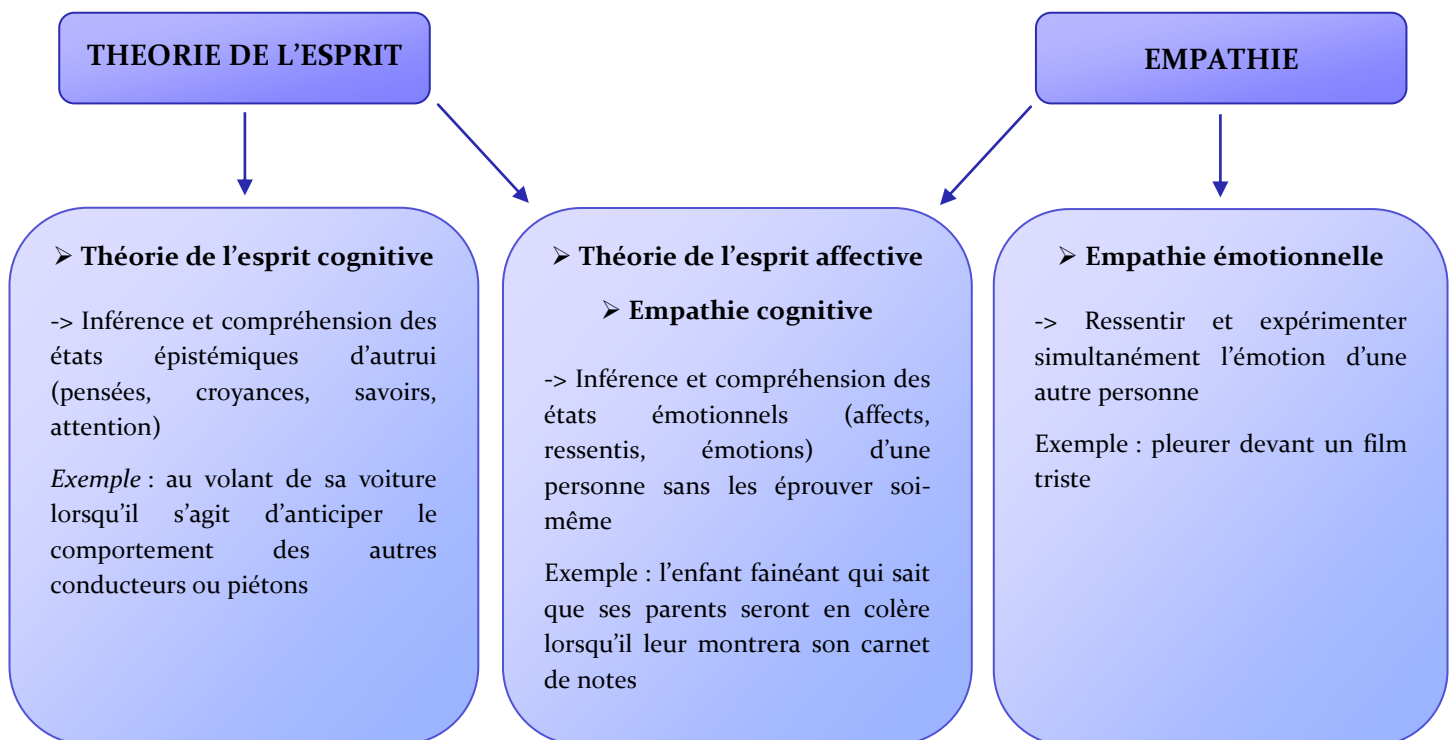 THEORIE DE L’ESPRIT
EMPATHIE
➢ Théorie de l’esprit cognitive
-> Inférence et compréhension des
états épistémiques d’autrui
(pensées, croyances, savoirs,
attention)
Exemple : au volant de sa voiture
lorsqu'il s’agit d’anticiper le
comportement des autres
conducteurs ou piétons
➢ Théorie de l’esprit affective
➢ Empathie cognitive
-> Inférence et compréhension des
états émotionnels (affects,
ressentis, émotions) d’une
personne sans les éprouver soi-
même
Exemple : l’enfant fainéant qui sait
que ses parents seront en colère
lorsqu’il leur montrera son carnet
de notes
➢ Empathie émotionnelle
-> Ressentir et expérimenter
simultanément l’émotion d’une
autre personne
Exemple : pleurer devant un film
triste